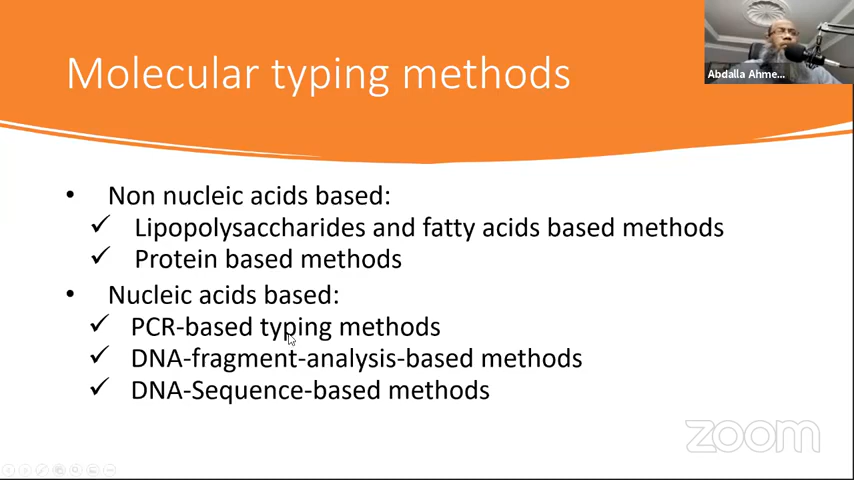 Molecular typing methods
Abdalla Ahme...
• Non nucleic acids based:
✓ Lipopolysaccharides and fatty acids based methods
✓ Protein based methods
• Nucleic acids based:
✓ PCR-based typing methods
✓ DNA-fragment-analysis-based methods
✓ DNA-Sequence-based methods
zoom